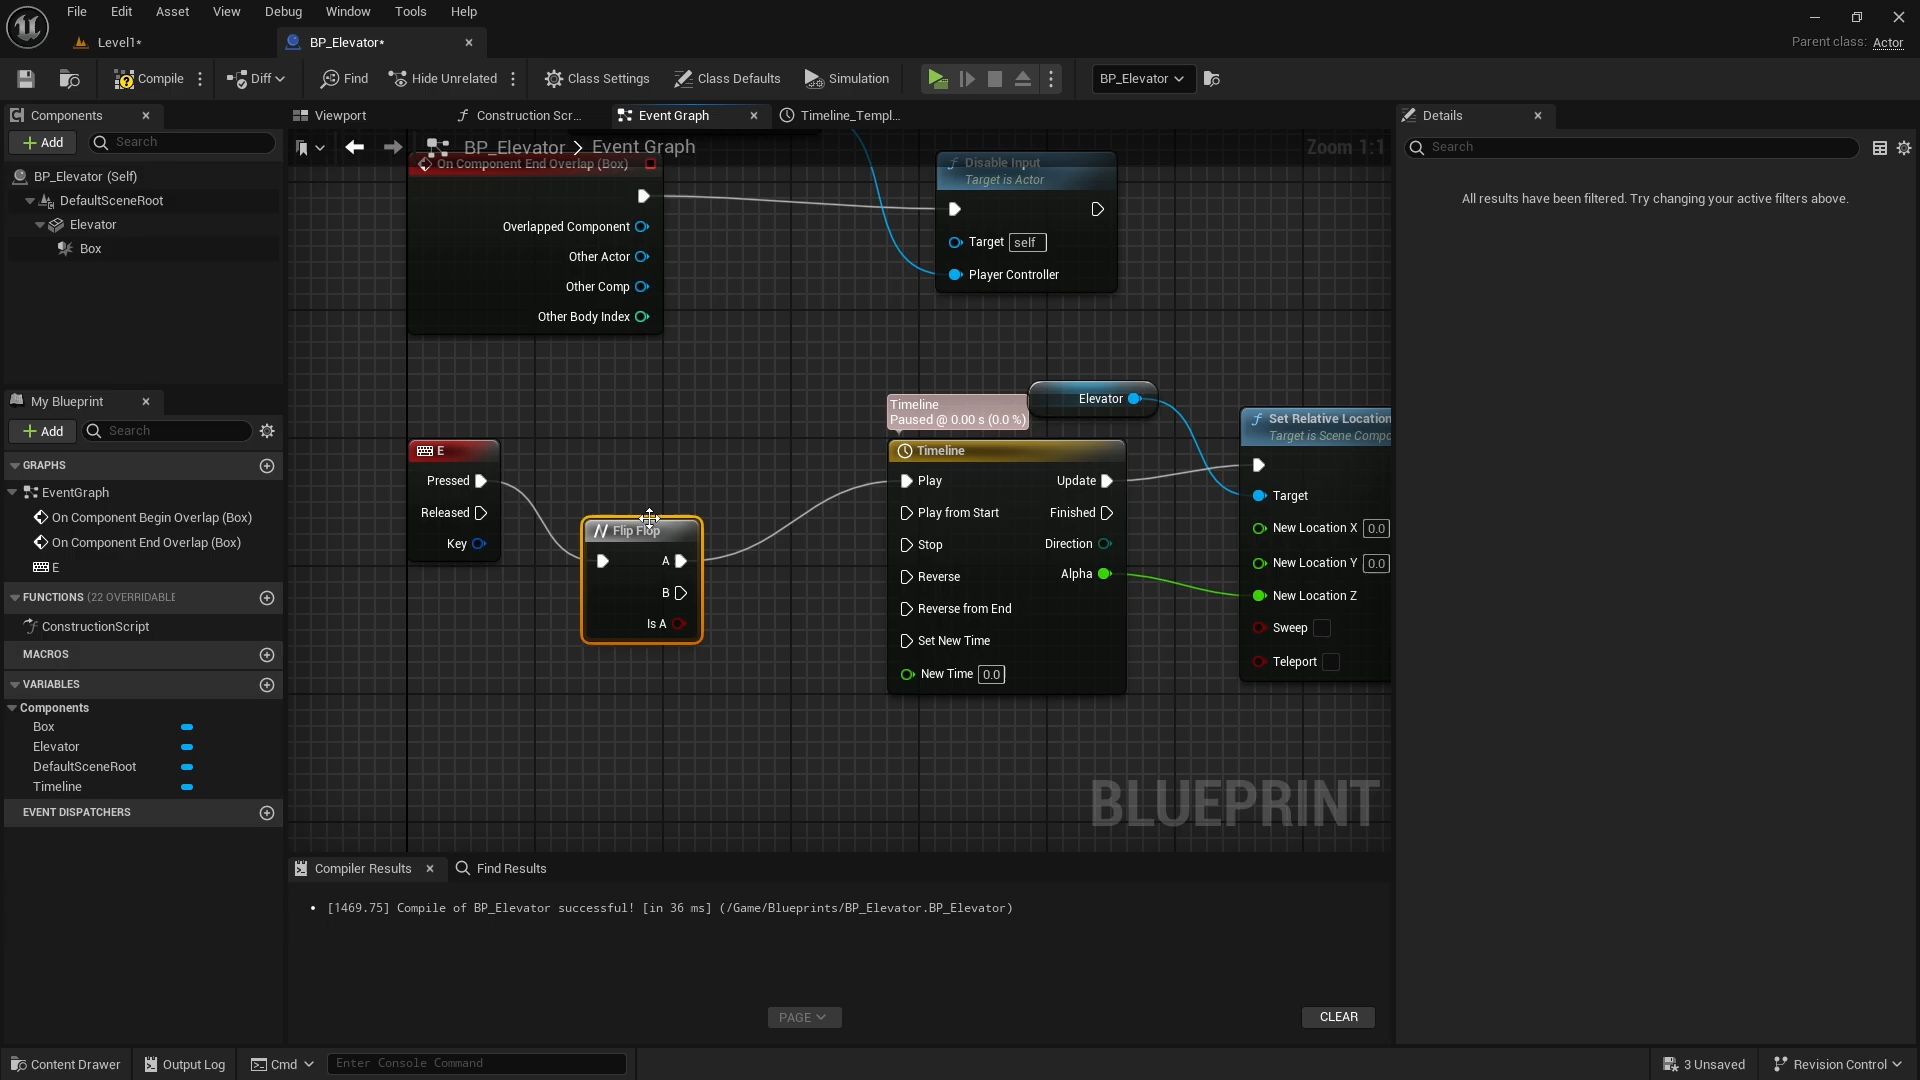 File Edit Asset View Debug Window Tools Help
Level1* BP_Elevator*
Parent class: Actor
Compile Diff Find Hide Unrelated Class Settings Class Defaults Simulation BP_Elevator
Components
Add Search
BP_Elevator (Self)
DefaultSceneRoot
Elevator
Box
My Blueprint
Add Search
GRAPHS
EventGraph
On Component Begin Overlap (Box)
On Component End Overlap (Box)
E
FUNCTIONS (22 OVERRIDABLE
ConstructionScript
MACROS
VARIABLES
Components
Box
Elevator
DefaultSceneRoot
Timeline
EVENT DISPATCHERS
Viewport Construction Scr... Event Graph Timeline_Templ...
BP_Elevator > Event Graph
Zoom 1:1
On Component End Overlap (Box)
Overlapped Component
Other Actor
Other Comp
Other Body Index
Disable Input
Target is Actor
Target self
Player Controller
E
Pressed
Released
Key
Flip Flop
A
B
Is A
Timeline
Paused @ 0.00 s (0.0 %)
Elevator
Timeline
Play Update
Play from Start Finished
Stop Direction
Reverse Alpha
Reverse from End
Set New Time
New Time 0.0
Set Relative Location
Target is Scene Compo
Target
New Location X 0.0
New Location Y 0.0
New Location Z
Sweep
Teleport
BLUEPRINT
Compiler Results Find Results
[1469.75] Compile of BP_Elevator successful! [in 36 ms] (/Game/Blueprints/BP_Elevator.BP_Elevator)
PAGE CLEAR
Details
Search
All results have been filtered. Try changing your active filters above.
Content Drawer Output Log Cmd Enter Console Command 3 Unsaved Revision Control